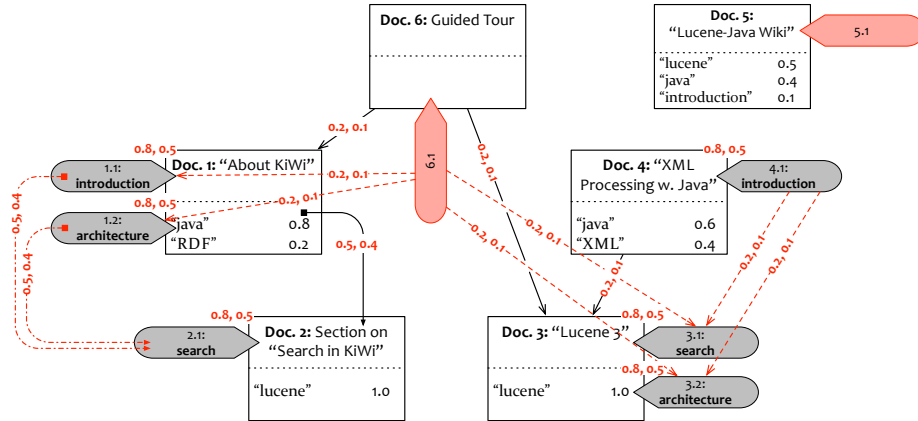 Doc. 6: Guided Tour
Doc. 5:
"Lucene-Java Wiki"
"lucene" 0.5
"java" 0.4
"introduction" 0.1
5.1
6.1
0.2, 0.1
0.2, 0.1
0.8, 0.5
1.1:
introduction
Doc. 1: "About KiWi"
"java" 0.8
"RDF" 0.2
0.2, 0.1
0.2, 0.1
0.8, 0.5
1.2:
architecture
0.8, 0.5
Doc. 4: "XML
Processing w. Java"
"java" 0.6
"XML" 0.4
4.1:
introduction
0.5, 0.4
0.5, 0.4
0.5, 0.4
0.2, 0.1
0.2, 0.1
0.2, 0.1
0.2, 0.1
0.2, 0.1
0.8, 0.5
2.1:
search
Doc. 2: Section on
"Search in KiWi"
"lucene" 1.0
0.8, 0.5
Doc. 3: "Lucene 3"
"lucene" 1.0
3.1:
search
0.8, 0.5
3.2:
architecture